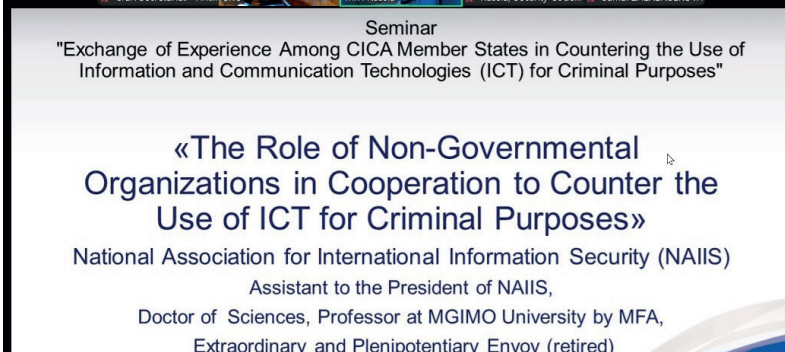 Seminar
"Exchange of Experience Among CICA Member States in Countering the Use of
Information and Communication Technologies (ICT) for Criminal Purposes"
«The Role of Non-Governmental
Organizations in Cooperation to Counter the
Use of ICT for Criminal Purposes»
National Association for International Information Security (NAIIS)
Assistant to the President of NAIIS,
Doctor of Sciences, Professor at MGIMO University by MFA,
Extraordinary and Plenipotentiary Envoy (retired)